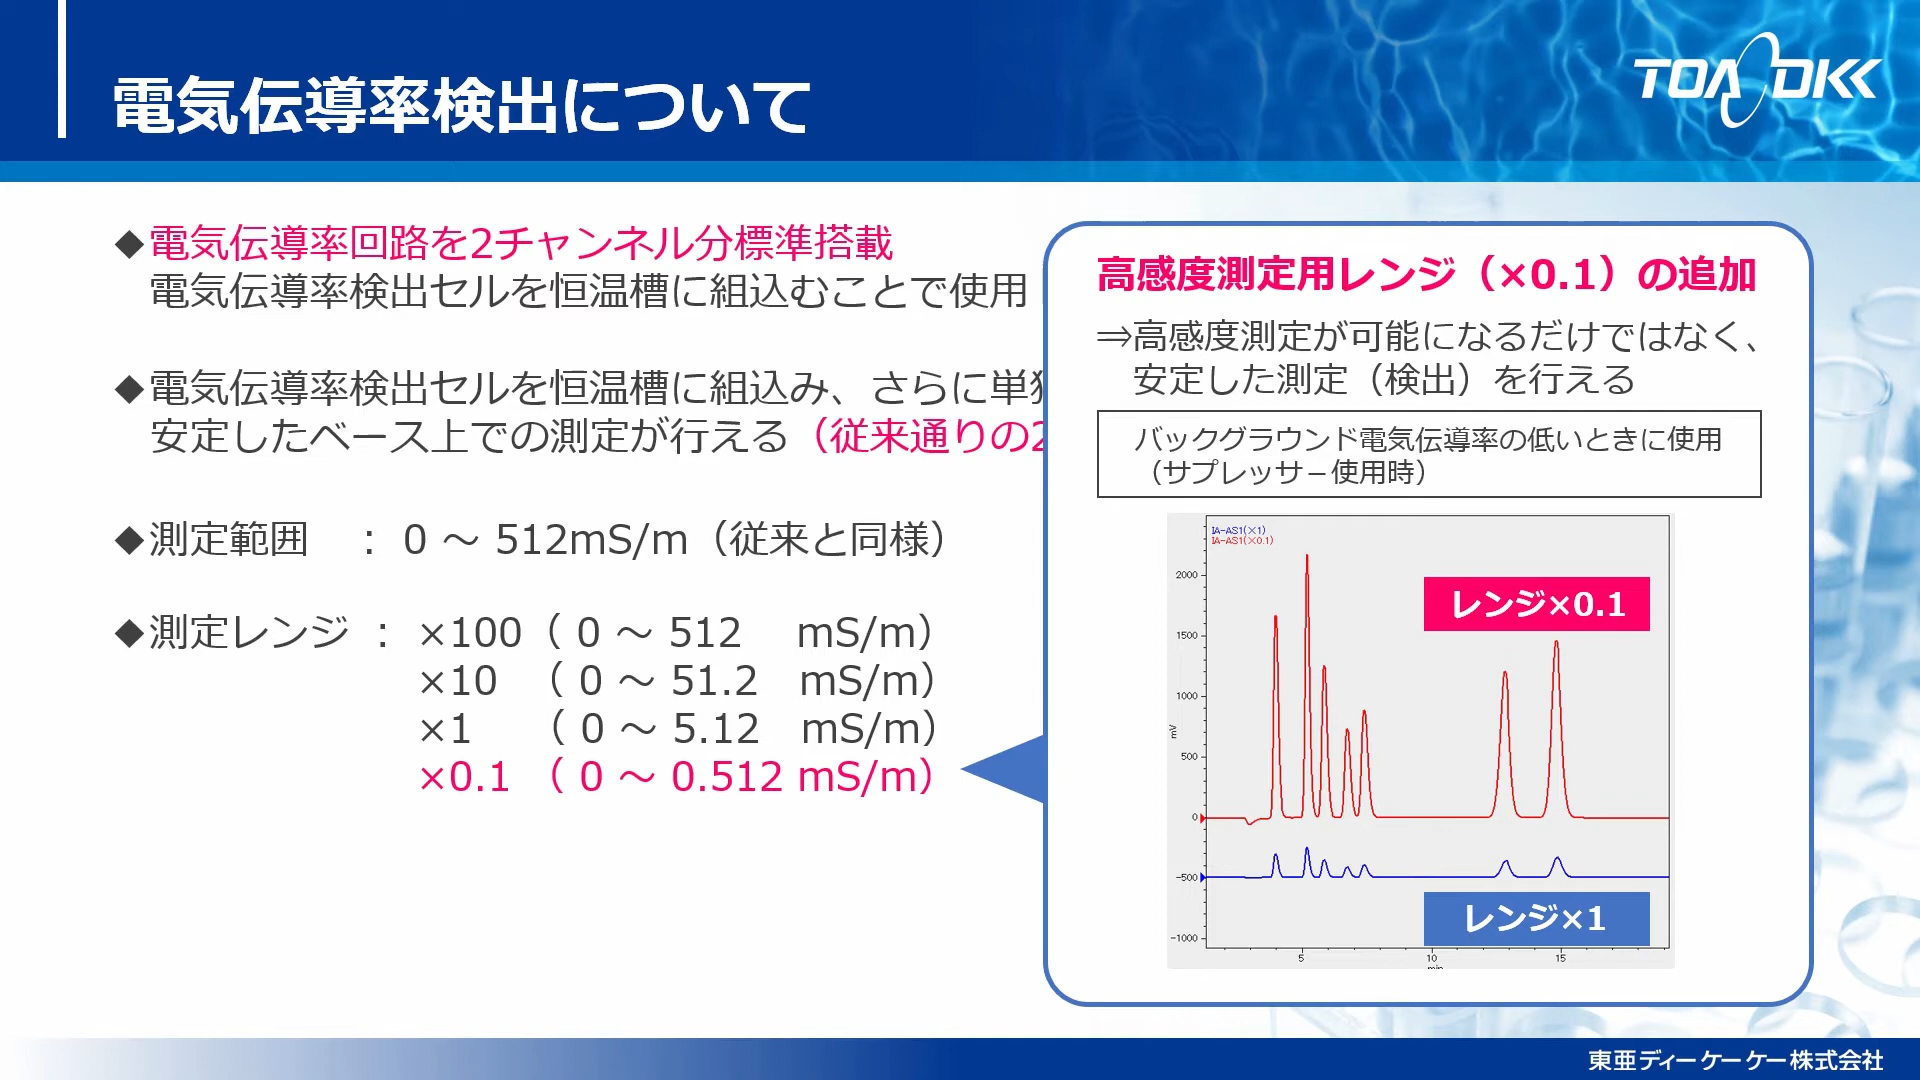 電気伝導率検出について
TOA DKK
◆電気伝導率回路を2チャンネル分標準搭載
電気伝導率検出セルを恒温槽に組込むことで使用
◆電気伝導率検出セルを恒温槽に組込み、さらに単
安定したベース上での測定が行える（従来通りの2
◆測定範囲 ： 0 ～ 512mS/m（従来と同様）
◆測定レンジ ： ×100（ 0 ～ 512 mS/m）
×10 （ 0 ～ 51.2 mS/m）
×1 （ 0 ～ 5.12 mS/m）
×0.1 （ 0 ～ 0.512 mS/m）
高感度測定用レンジ（×0.1）の追加
⇒高感度測定が可能になるだけではなく、
安定した測定（検出）を行える
バックグラウンド電気伝導率の低いときに使用
（サプレッサ－使用時）
IA-AS1(×1)
IA-AS1(×0.1)
レンジ×0.1
2000
1500
1000
mV
500
0
-500
レンジ×1
-1000
5 10 15
min
東亜ディーケーケー株式会社